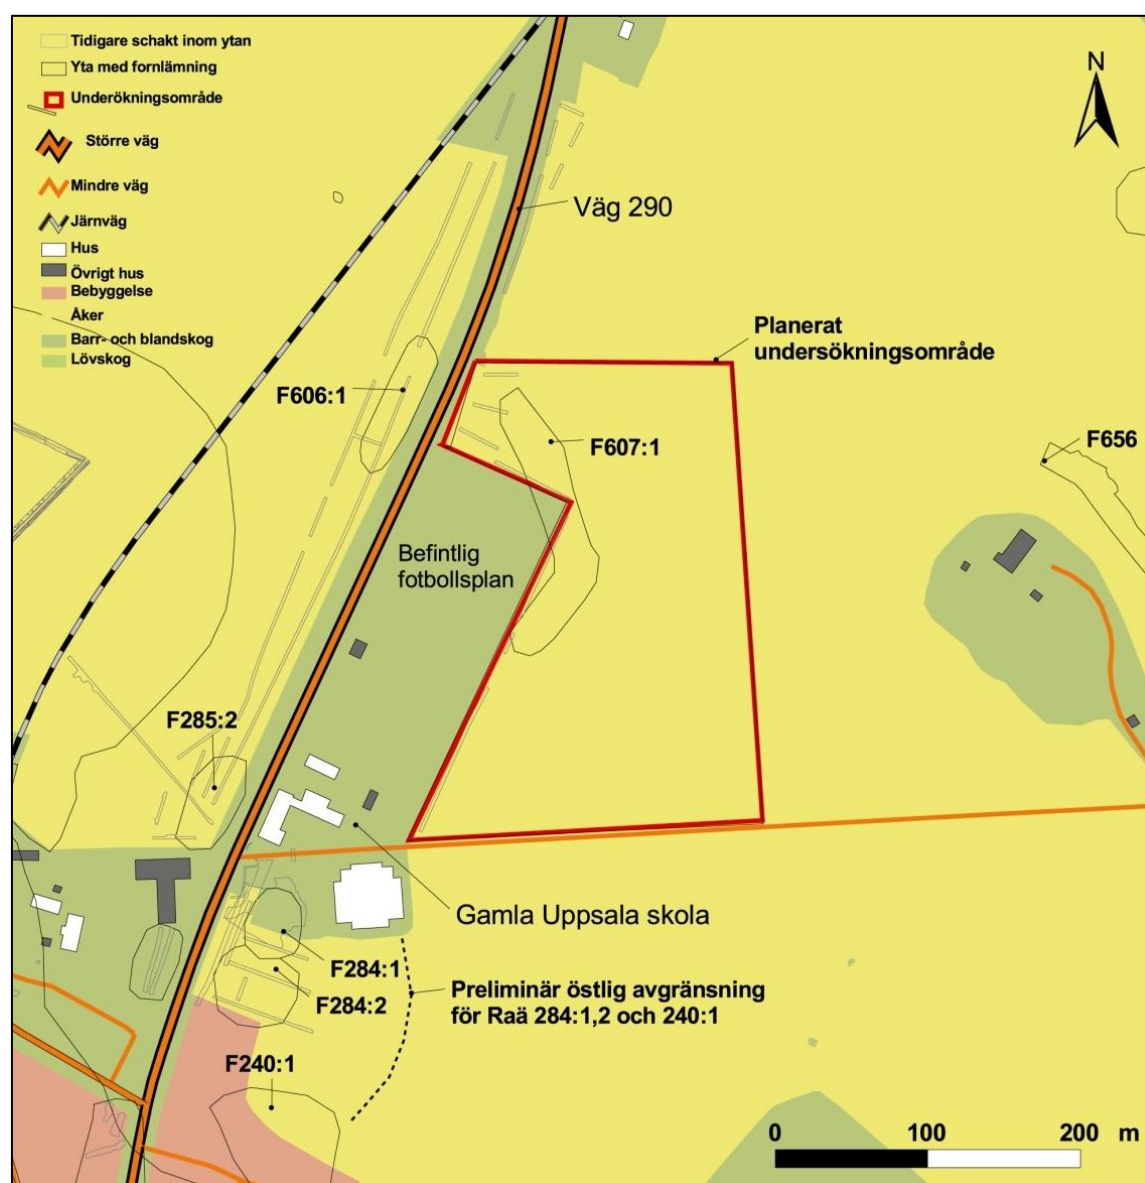 Tidigare schakt inom ytan
Yta med fornlämning
Underökningsområde
Större väg
Mindre väg
Järnväg
Hus
Övrigt hus
Bebyggelse
Åker
Barr- och blandskog
Lövskog
N
Väg 290
Planerat
undersökningsområde
F606:1
F607:1
F656
Befintlig
fotbollsplan
F285:2
Gamla Uppsala skola
F284:1
F284:2
Preliminär östlig avgränsning
för Raä 284:1,2 och 240:1
F240:1
0 100 200 m